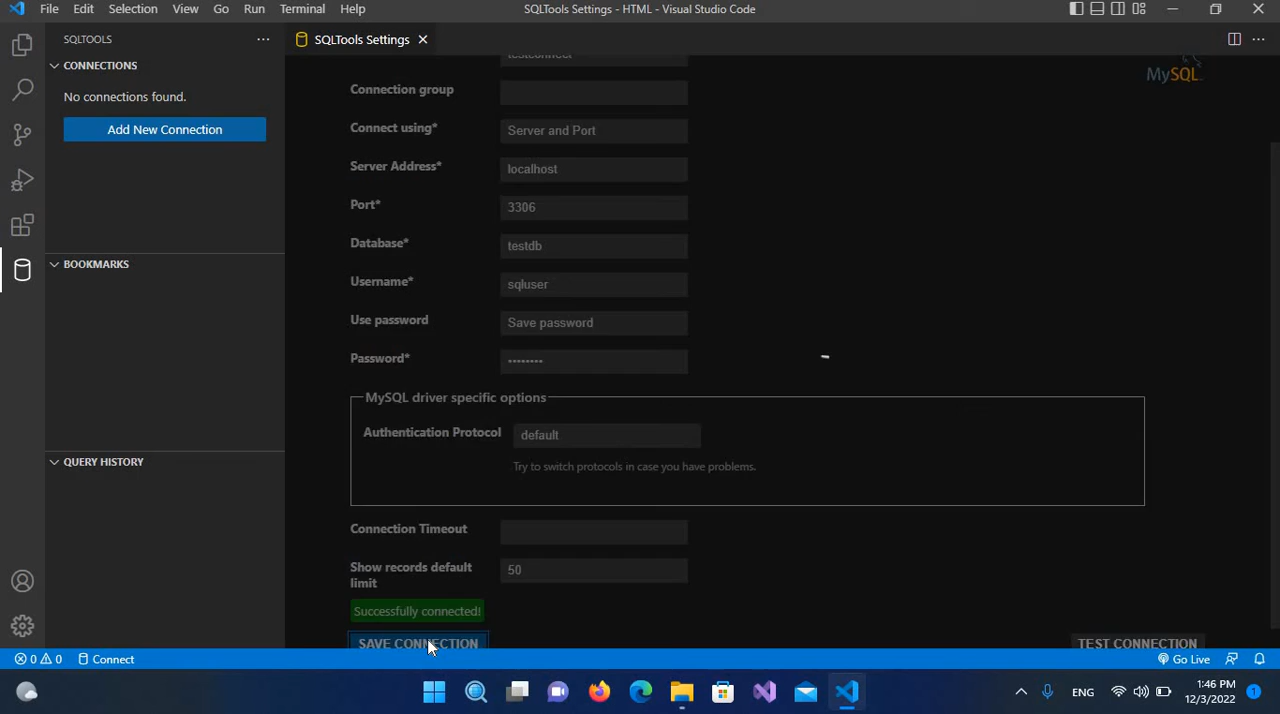 File Edit Selection View Go Run Terminal Help SQLTools Settings - HTML - Visual Studio Code
SQLTOOLS
SQLTools Settings
CONNECTIONS
No connections found.
Add New Connection
BOOKMARKS
QUERY HISTORY
MySQL
testconnect
Connection group
Connect using* Server and Port
Server Address* localhost
Port* 3306
Database* testdb
Username* sqluser
Use password Save password
Password* ••••••••
MySQL driver specific options
Authentication Protocol default
Try to switch protocols in case you have problems.
Connection Timeout
Show records default
limit
50
Successfully connected!
SAVE CONNECTION TEST CONNECTION
0 0 Connect Go Live
ENG 1:46 PM
12/3/2022 1